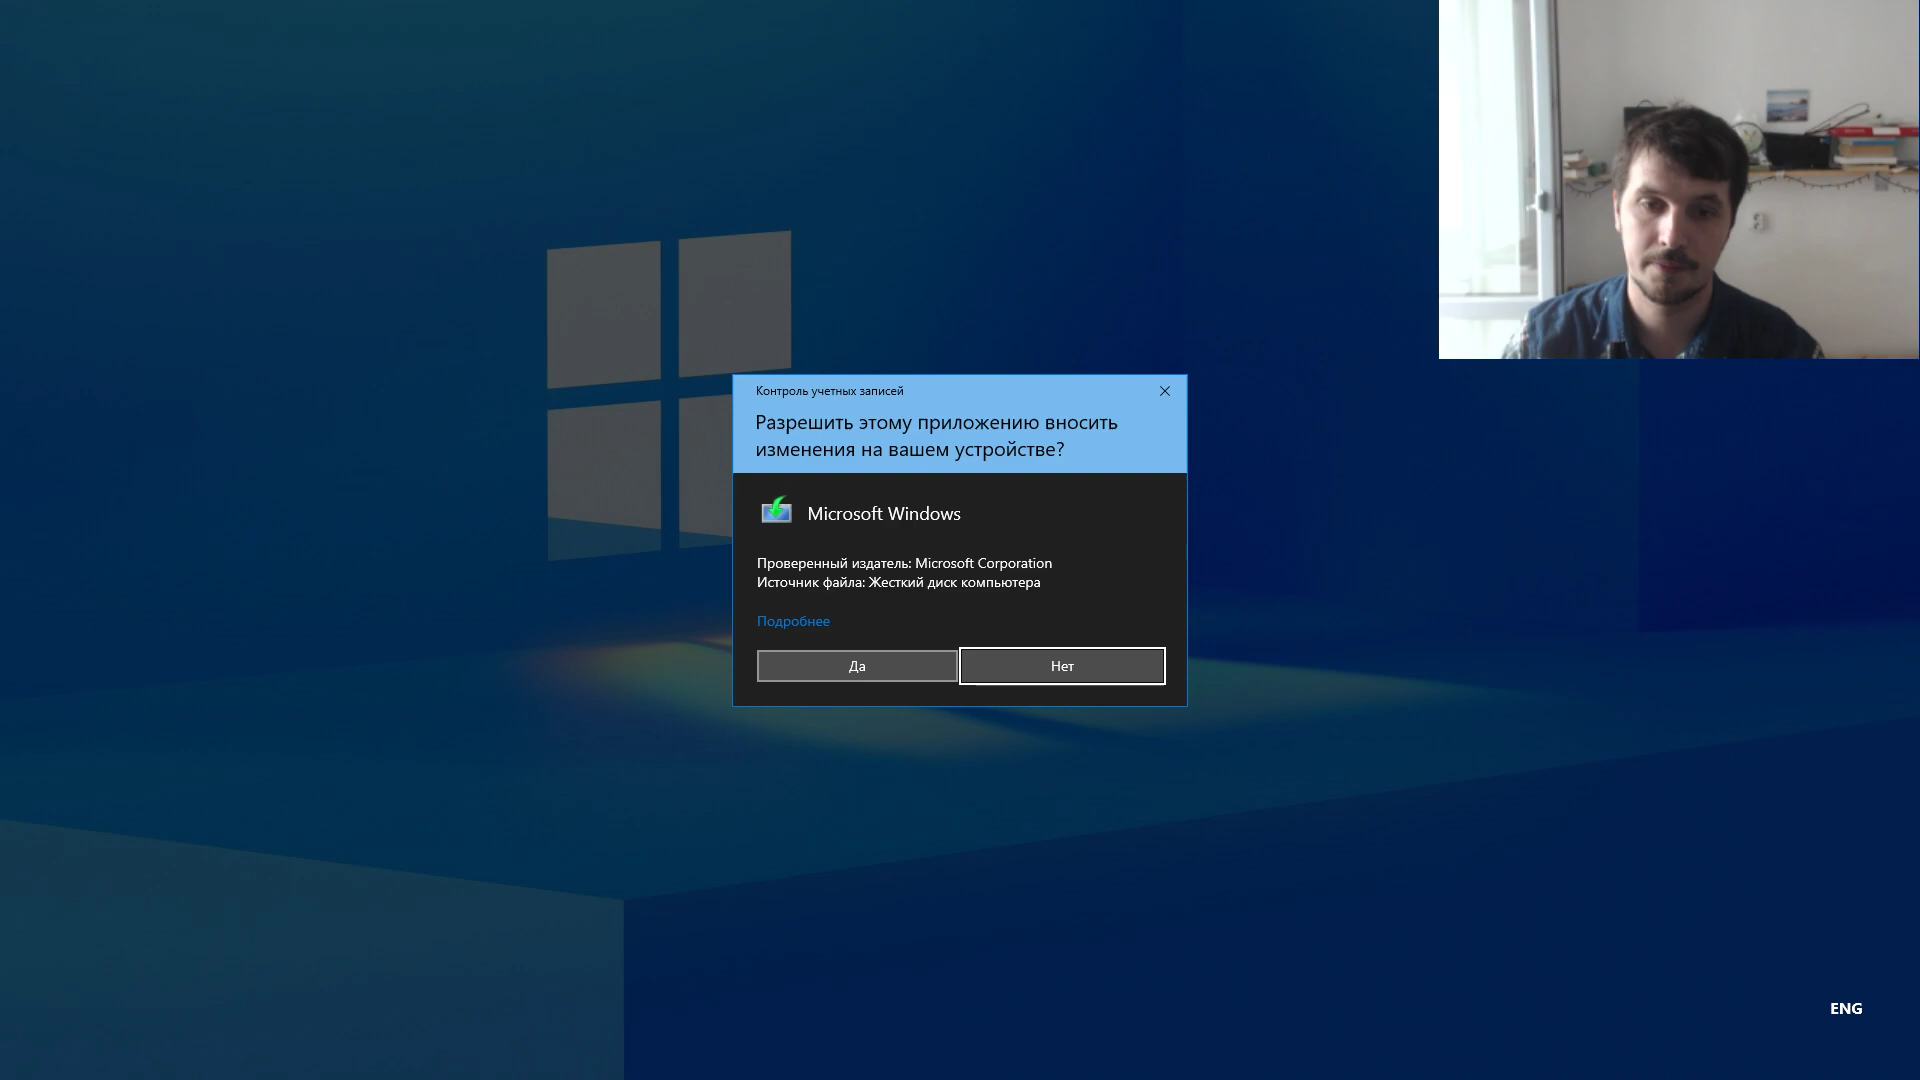 Контроль учетных записей
Разрешить этому приложению вносить
изменения на вашем устройстве?
Microsoft Windows
Проверенный издатель: Microsoft Corporation
Источник файла: Жесткий диск компьютера
Подробнее
Да
Нет
ENG